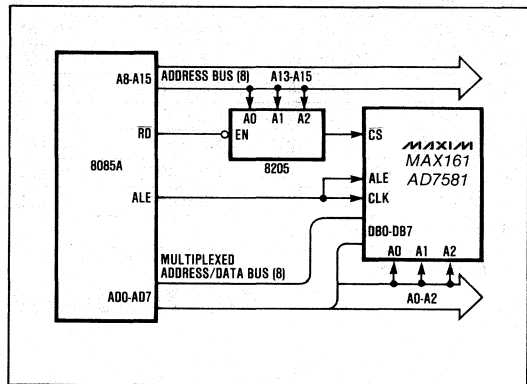 A8-A15
ADDRESS BUS (8)
A13-A15
A0 A1 A2
RD
EN
CS
8205
8085A
MAXIM
MAX161
AD7581
ALE
ALE
CLK
DB0-DB7
MULTIPLEXED
ADDRESS/DATA BUS (8)
A0 A1 A2
AD0-AD7
A0-A2